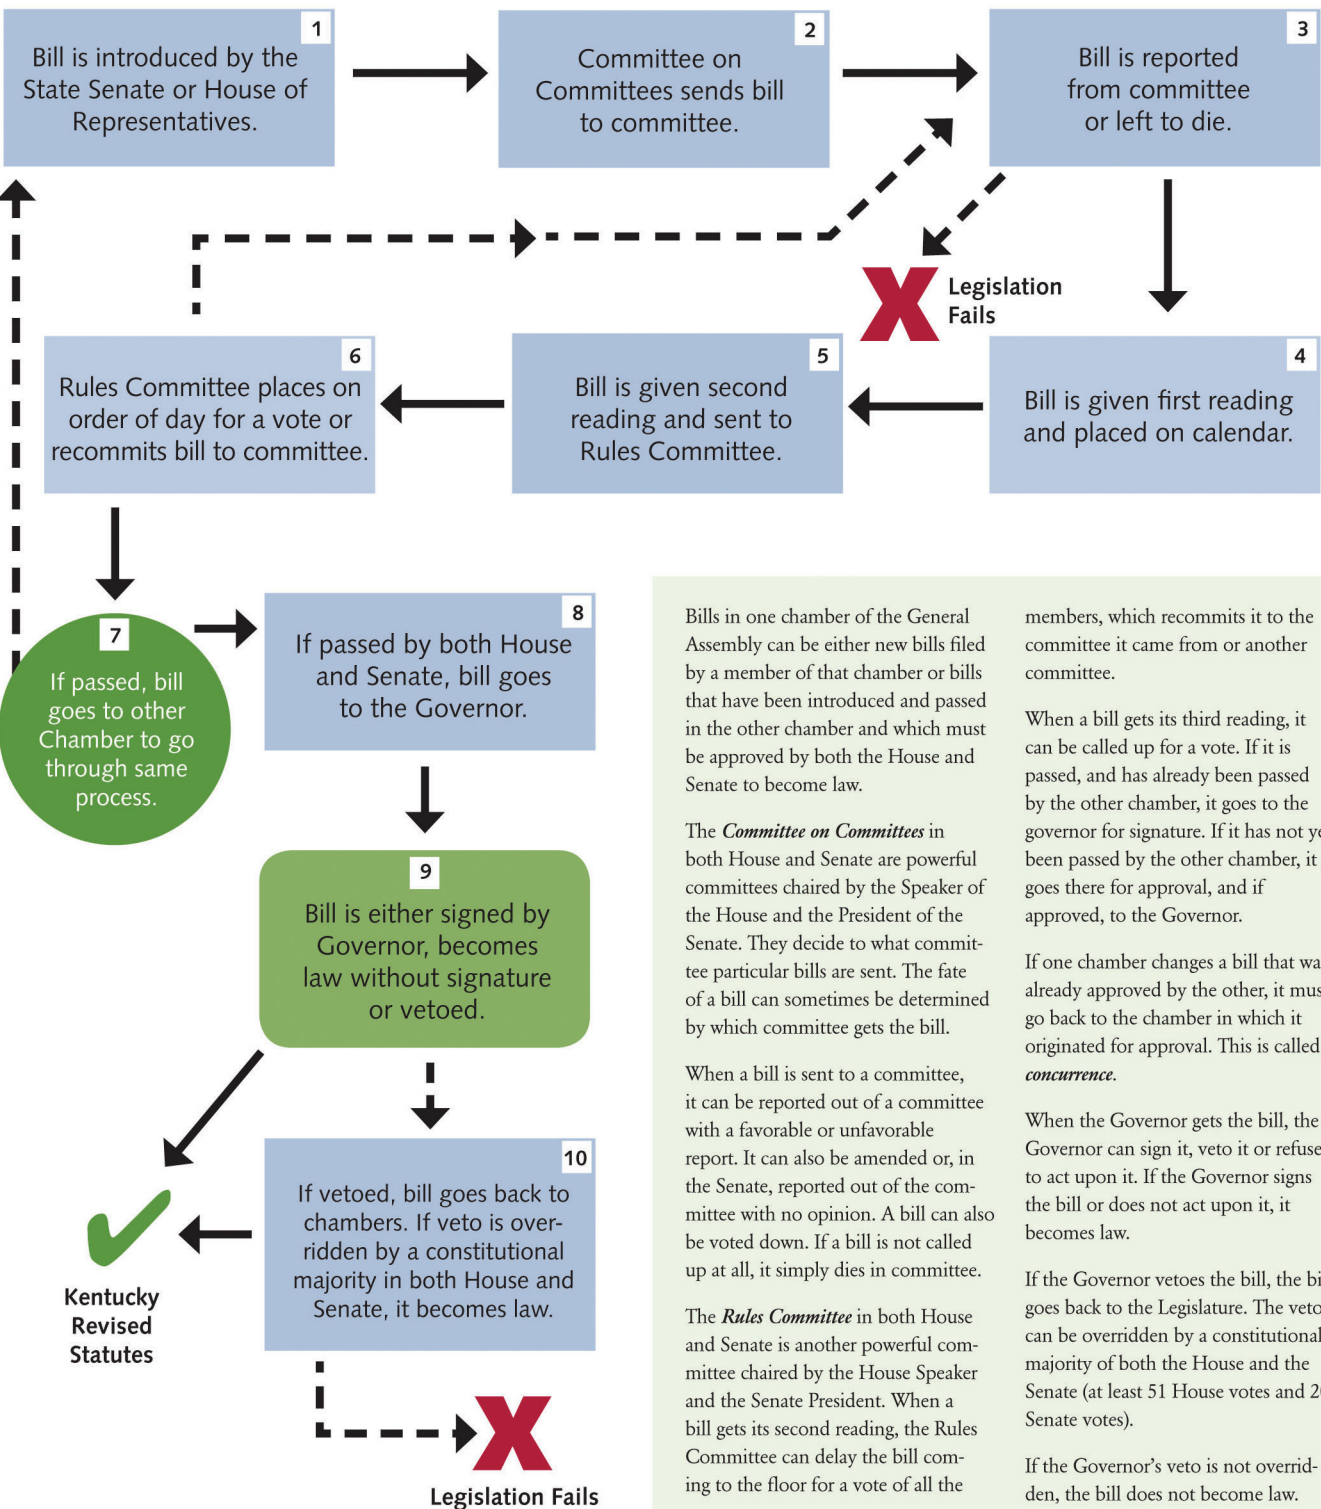 1
Bill is introduced by the
State Senate or House of
Representatives.
2
Committee on
Committees sends bill
to committee.
3
Bill is reported
from committee
or left to die.
Legislation
Fails
4
Bill is given first reading
and placed on calendar.
5
Bill is given second
reading and sent to
Rules Committee.
6
Rules Committee places on
order of day for a vote or
recommits bill to committee.
7
If passed, bill
goes to other
Chamber to go
through same
process.
8
If passed by both House
and Senate, bill goes
to the Governor.
9
Bill is either signed by
Governor, becomes
law without signature
or vetoed.
10
If vetoed, bill goes back to
chambers. If veto is over-
ridden by a constitutional
majority in both House and
Senate, it becomes law.
Kentucky
Revised
Statutes
Legislation Fails
Bills in one chamber of the General
Assembly can be either new bills filed
by a member of that chamber or bills
that have been introduced and passed
in the other chamber and which must
be approved by both the House and
Senate to become law.
The Committee on Committees in
both House and Senate are powerful
committees chaired by the Speaker of
the House and the President of the
Senate. They decide to what commit-
tee particular bills are sent. The fate
of a bill can sometimes be determined
by which committee gets the bill.
When a bill is sent to a committee,
it can be reported out of a committee
with a favorable or unfavorable
report. It can also be amended or, in
the Senate, reported out of the com-
mittee with no opinion. A bill can also
be voted down. If a bill is not called
up at all, it simply dies in committee.
The Rules Committee in both House
and Senate is another powerful com-
mittee chaired by the House Speaker
and the Senate President. When a
bill gets its second reading, the Rules
Committee can delay the bill com-
ing to the floor for a vote of all the
members, which recommits it to the
committee it came from or another
committee.
When a bill gets its third reading, it
can be called up for a vote. If it is
passed, and has already been passed
by the other chamber, it goes to the
governor for signature. If it has not
been passed by the other chamber, it
goes there for approval, and if
approved, to the Governor.
If one chamber changes a bill that
already approved by the other, it
go back to the chamber in which it
originated for approval. This is called
concurrence.
When the Governor gets the bill, the
Governor can sign it, veto it or refuse
to act upon it. If the Governor signs
the bill or does not act upon it, it
becomes law.
If the Governor vetoes the bill, the
goes back to the Legislature. The veto
can be overridden by a constitutional
majority of both the House and the
Senate (at least 51 House votes and
Senate votes).
If the Governor's veto is not overrid-
den, the bill does not become law.